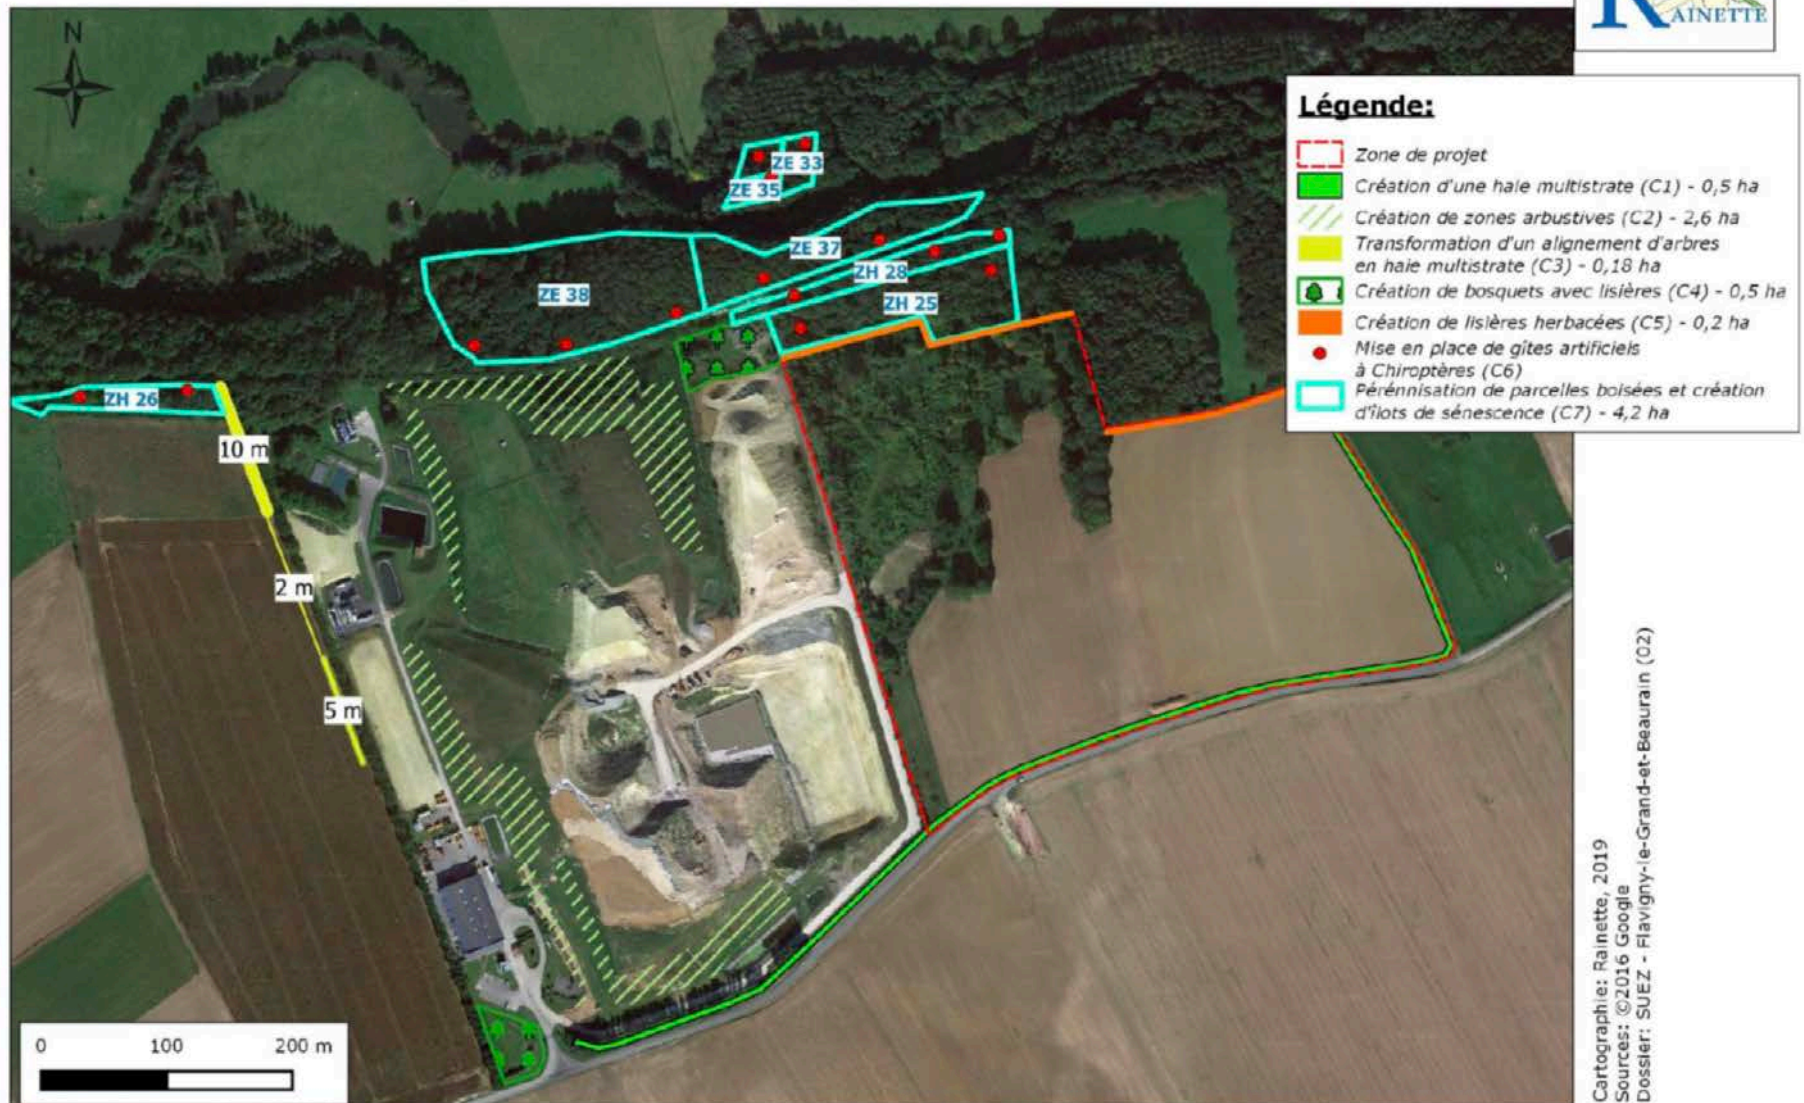 AINETTE
N
Légende:
Zone de projet
Création d'une haie multistrate (C1) - 0,5 ha
Création de zones arbustives (C2) - 2,6 ha
Transformation d'un alignement d'arbres
en haie multistrate (C3) - 0,18 ha
Création de bosquets avec lisières (C4) - 0,5 ha
Création de lisières herbacées (C5) - 0,2 ha
Mise en place de gîtes artificiels
à Chiroptères (C6)
Pérénnisation de parcelles boisées et création
d'îlots de sénescence (C7) - 4,2 ha
ZE 33
ZE 35
ZE 37
ZH 28
ZE 38
ZH 25
ZH 26
10 m
2 m
5 m
0 100 200 m
Cartographie: Rainette, 2019
Sources: ©2016 Google
Dossier: SUEZ - Flavigny-le-Grand-et-Beaurain (02)